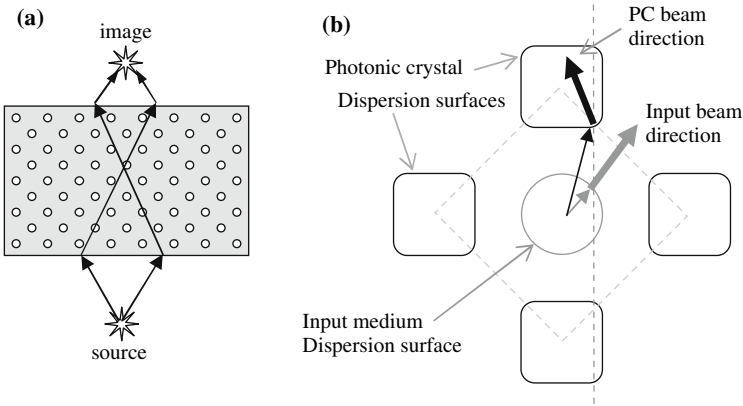 (a)
image
source
(b)
PC beam
direction
Photonic crystal
Dispersion surfaces
Input beam
direction
Input medium
Dispersion surface